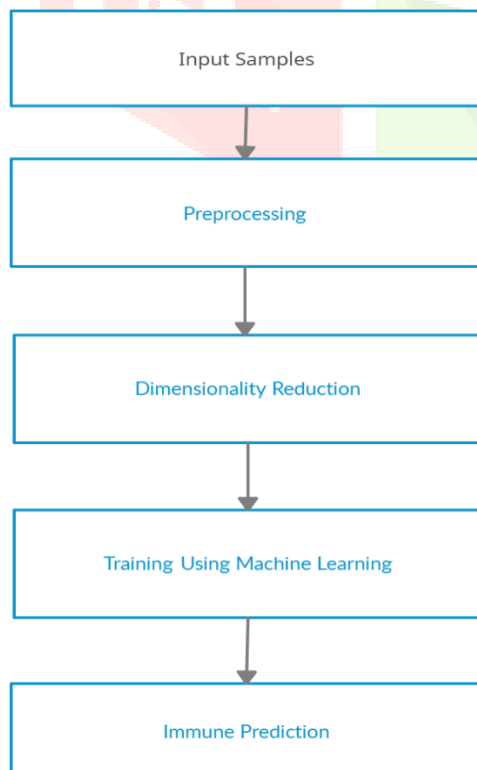 Input Samples
Preprocessing
Dimensionality Reduction
Training Using Machine Learning
Immune Prediction